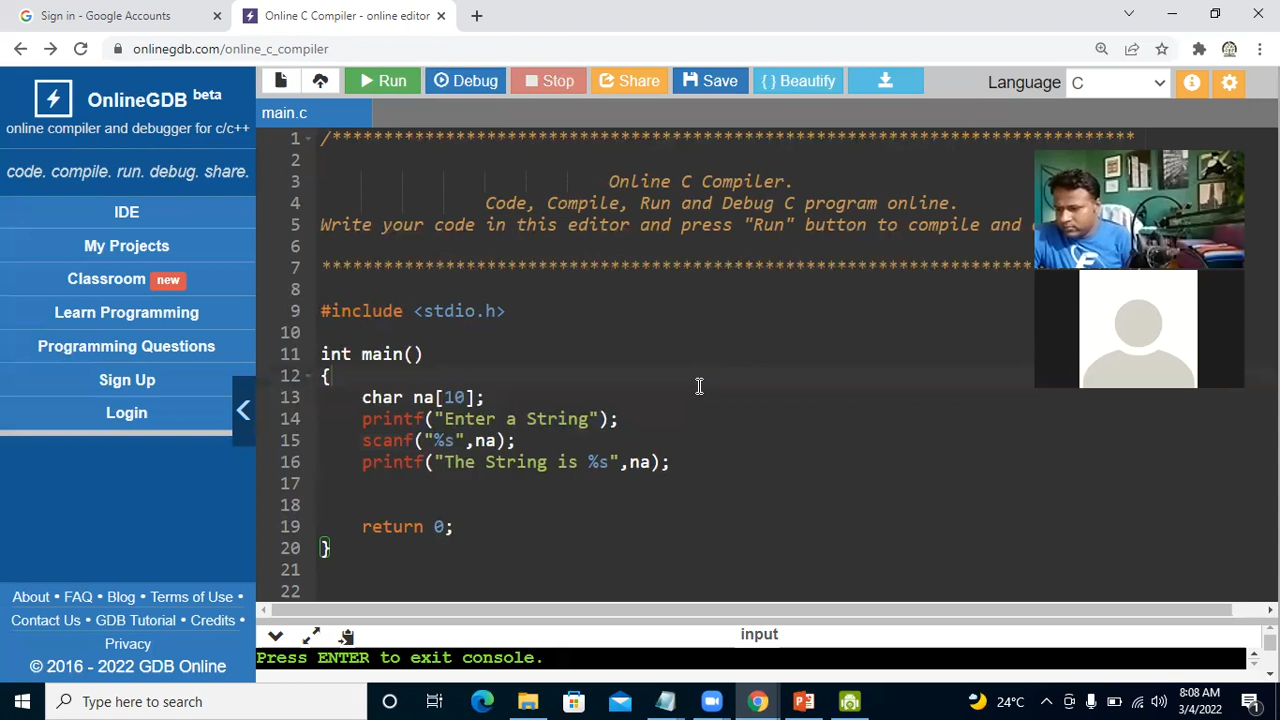 Sign in - Google Accounts
Online C Compiler - online editor
onlinegdb.com/online_c_compiler
OnlineGDB beta
online compiler and debugger for c/c++
code. compile. run. debug. share.
IDE
My Projects
Classroom new
Learn Programming
Programming Questions
Sign Up
Login
About • FAQ • Blog • Terms of Use •
Contact Us • GDB Tutorial • Credits •
Privacy
© 2016 - 2022 GDB Online
Run
Debug
Stop
Share
Save
{ } Beautify
Language C
main.c
1 /******************************************************************************
2
3 Online C Compiler.
4 Code, Compile, Run and Debug C program online.
5 Write your code in this editor and press "Run" button to compile and
6
7 *********************************************************************
8
9 #include <stdio.h>
10
11 int main()
12 {
13 char na[10];
14 printf("Enter a String");
15 scanf("%s",na);
16 printf("The String is %s",na);
17
18
19 return 0;
20 }
21
22
input
Press ENTER to exit console.
Type here to search
24°C
8:08 AM
3/4/2022